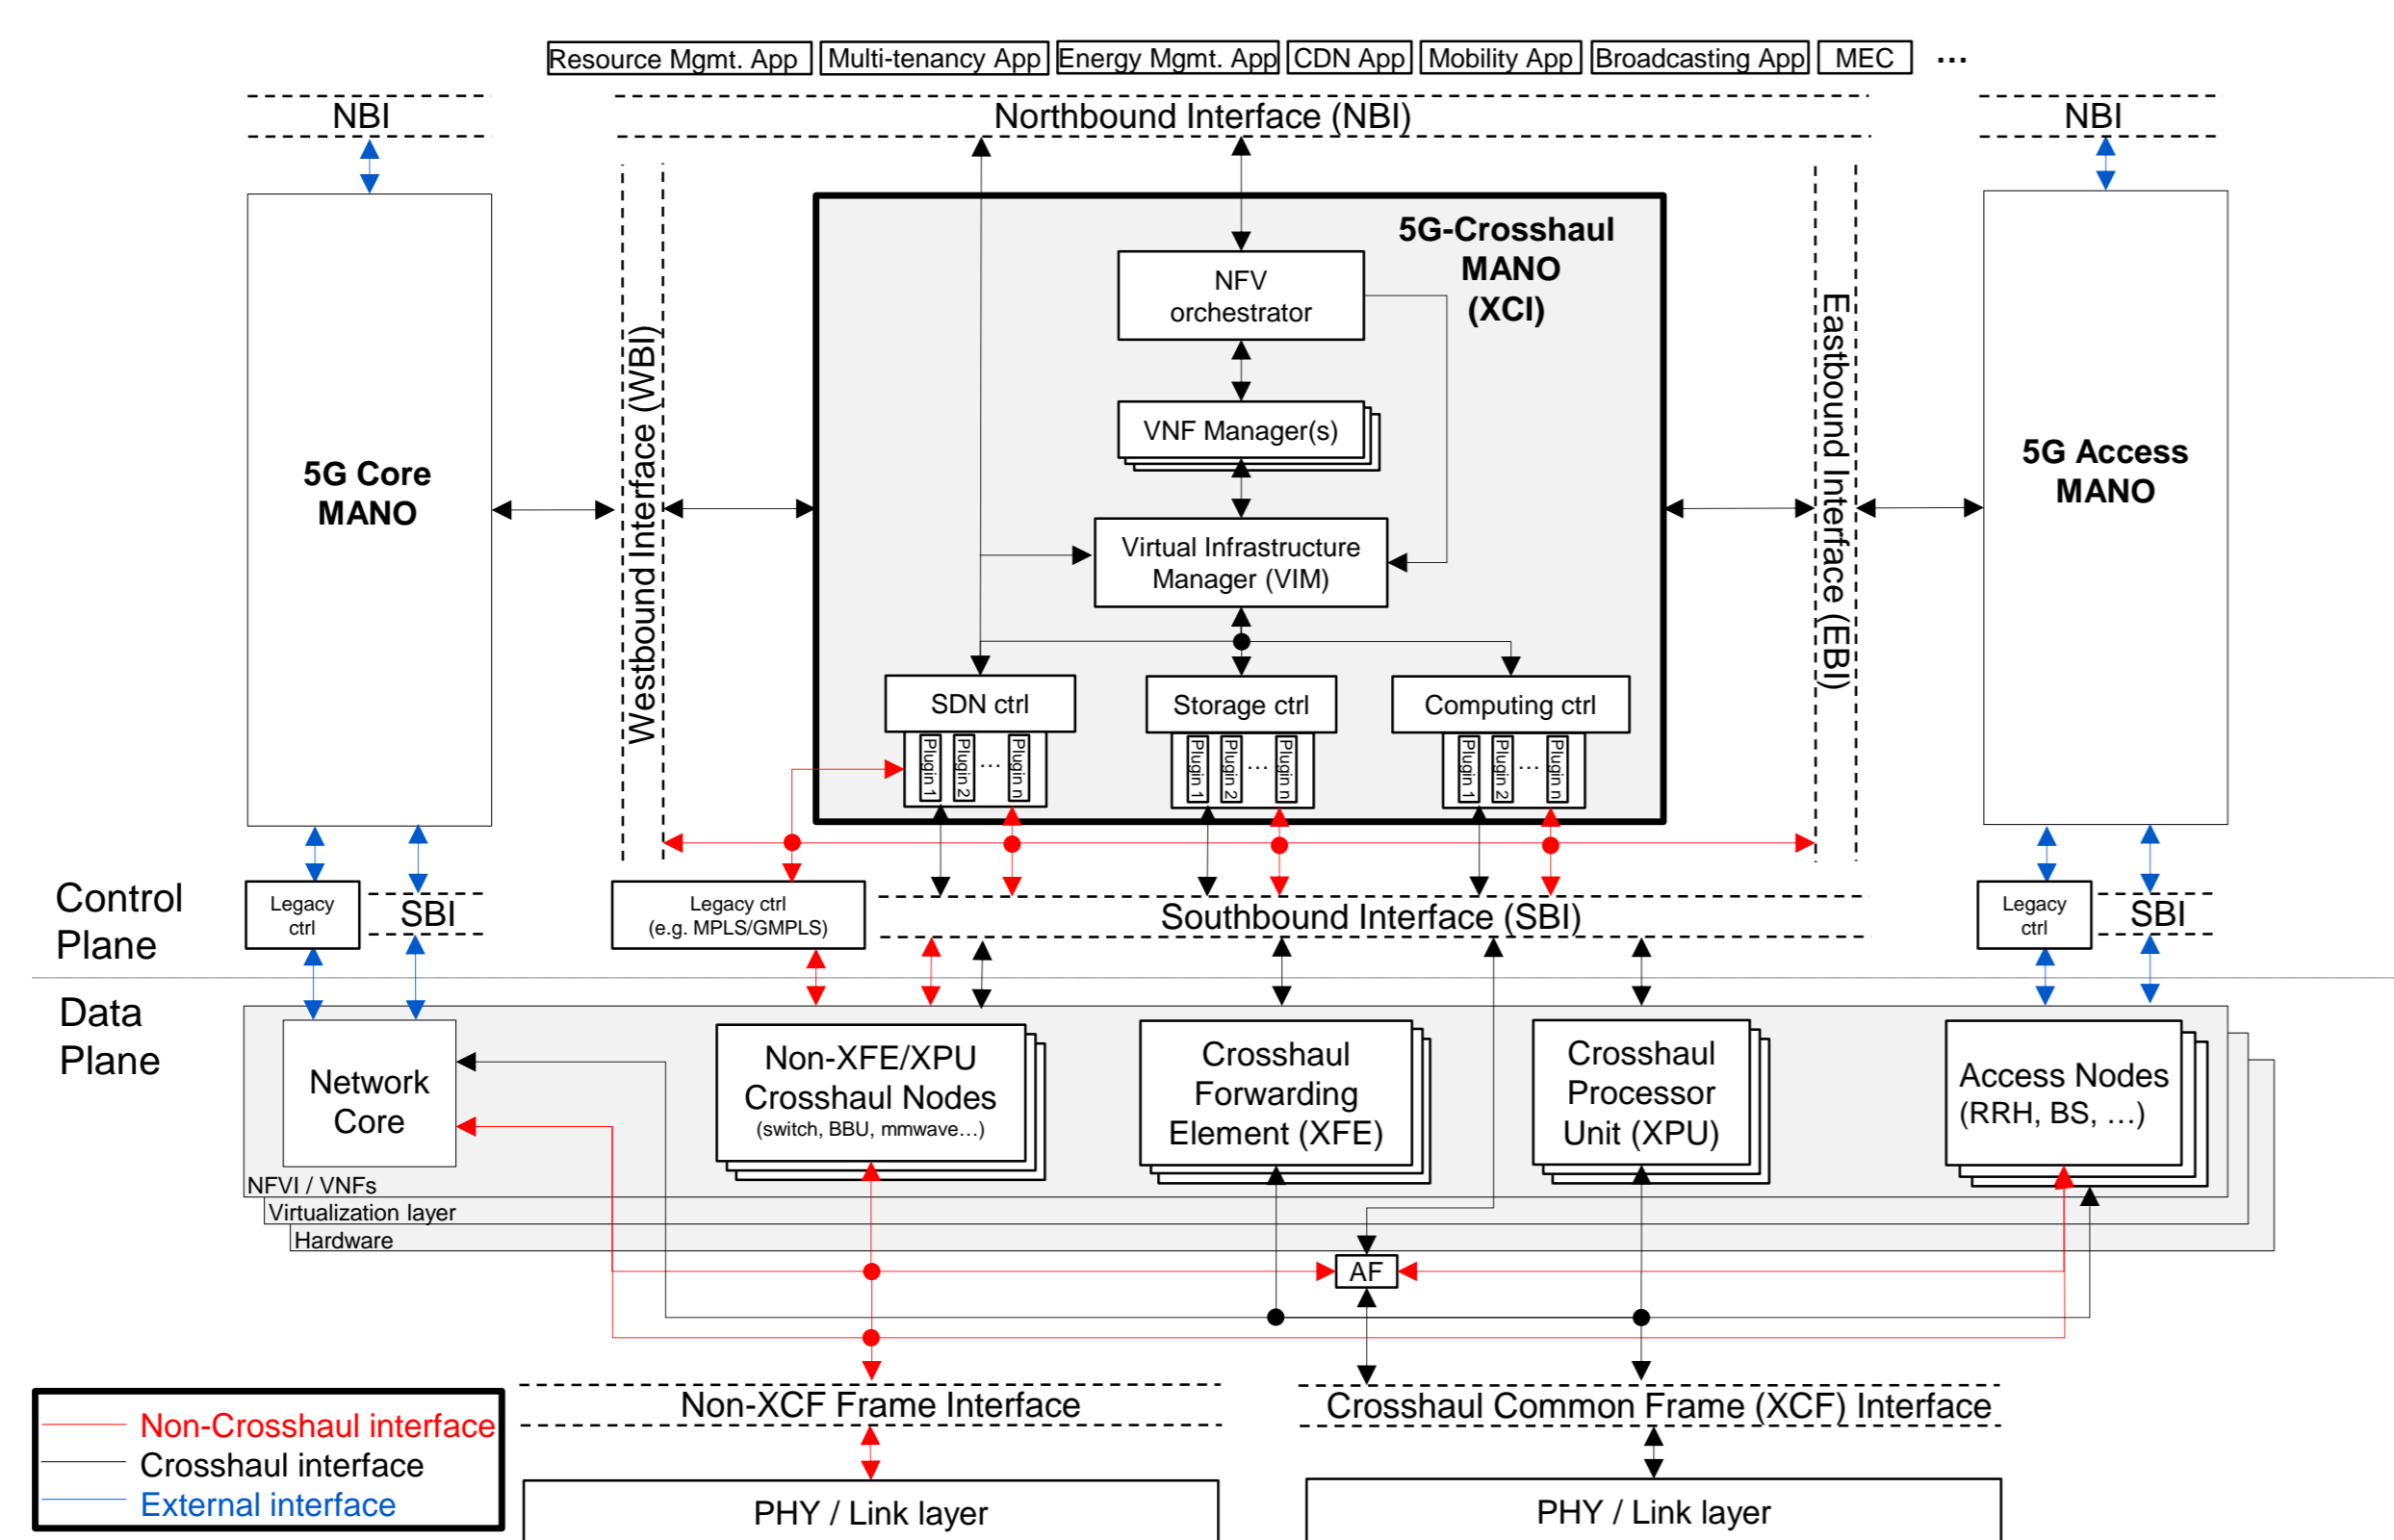 Resource Mgmt. App
Multi-tenancy App
Energy Mgmt. App
CDN App
Mobility App
Broadcasting App
MEC
...
NBI
Northbound Interface (NBI)
NBI
5G Core
MANO
Westbound Interface (WBI)
5G-Crosshaul
MANO
(XCI)
NFV
orchestrator
VNF Manager(s)
Virtual Infrastructure
Manager (VIM)
SDN ctrl
Plugin 1
Plugin 2
...
Plugin n
Storage ctrl
Plugin 1
Plugin 2
...
Plugin n
Computing ctrl
Plugin 1
Plugin 2
...
Plugin n
Eastbound Interface (EBI)
5G Access
MANO
Control
Plane
Legacy
ctrl
SBI
Legacy ctrl
(e.g. MPLS/GMPLS)
Southbound Interface (SBI)
Legacy
ctrl
SBI
Data
Plane
Network
Core
Non-XFE/XPU
Crosshaul Nodes
(switch, BBU, mmwave...)
Crosshaul
Forwarding
Element (XFE)
Crosshaul
Processor
Unit (XPU)
Access Nodes
(RRH, BS, ...)
NFVI / VNFs
Virtualization layer
Hardware
AF
Non-XCF Frame Interface
Crosshaul Common Frame (XCF) Interface
Non-Crosshaul interface
Crosshaul interface
External interface
PHY / Link layer
PHY / Link layer